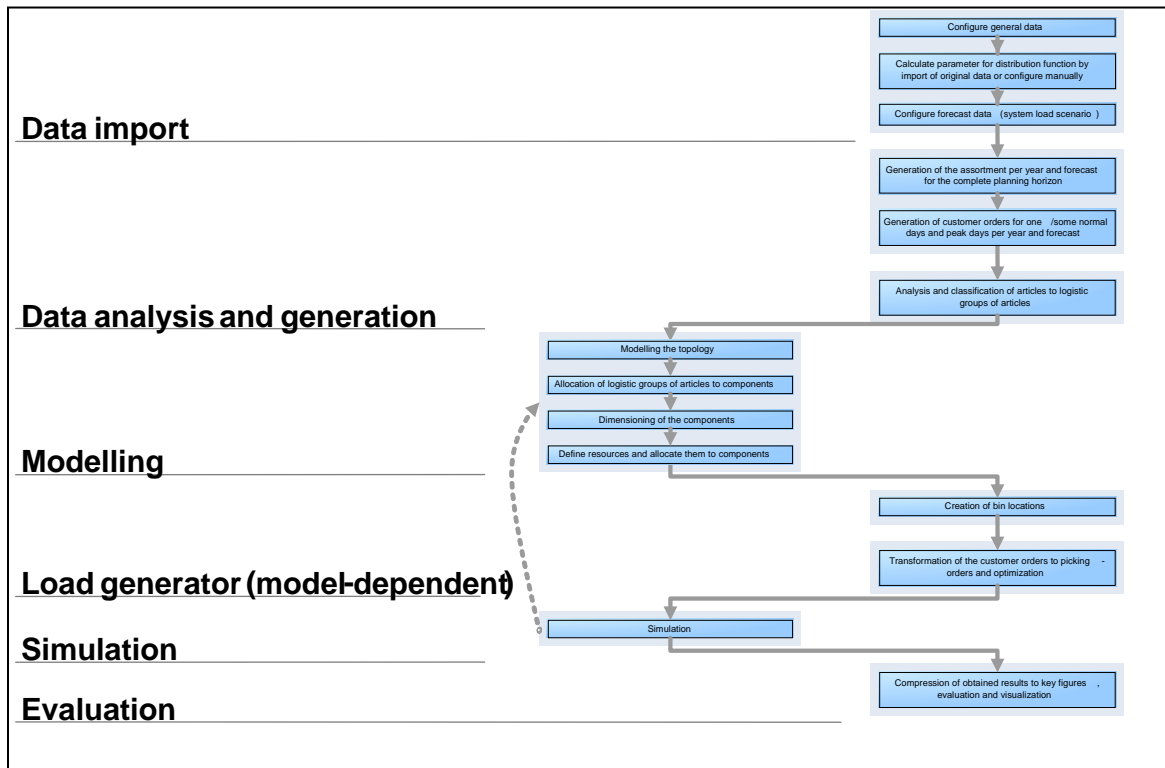 Configure general data
Calculate parameter for distribution function by
import of original data or configure manually
Data import
Configure forecast data (system load scenario )
Generation of the assortment per year and forecast
for the complete planning horizon
Generation of customer orders for one /some normal
days and peak days per year and forecast
Data analysis and generation
Analysis and classification of articles to logistic
groups of articles
Modelling the topology
Allocation of logistic groups of articles to components
Dimensioning of the components
Modelling
Define resources and allocate them to components
Creation of bin locations
Load generator (model-dependent)
Transformation of the customer orders to picking -
orders and optimization
Simulation
Simulation
Compression of obtained results to key figures ,
evaluation and visualization
Evaluation